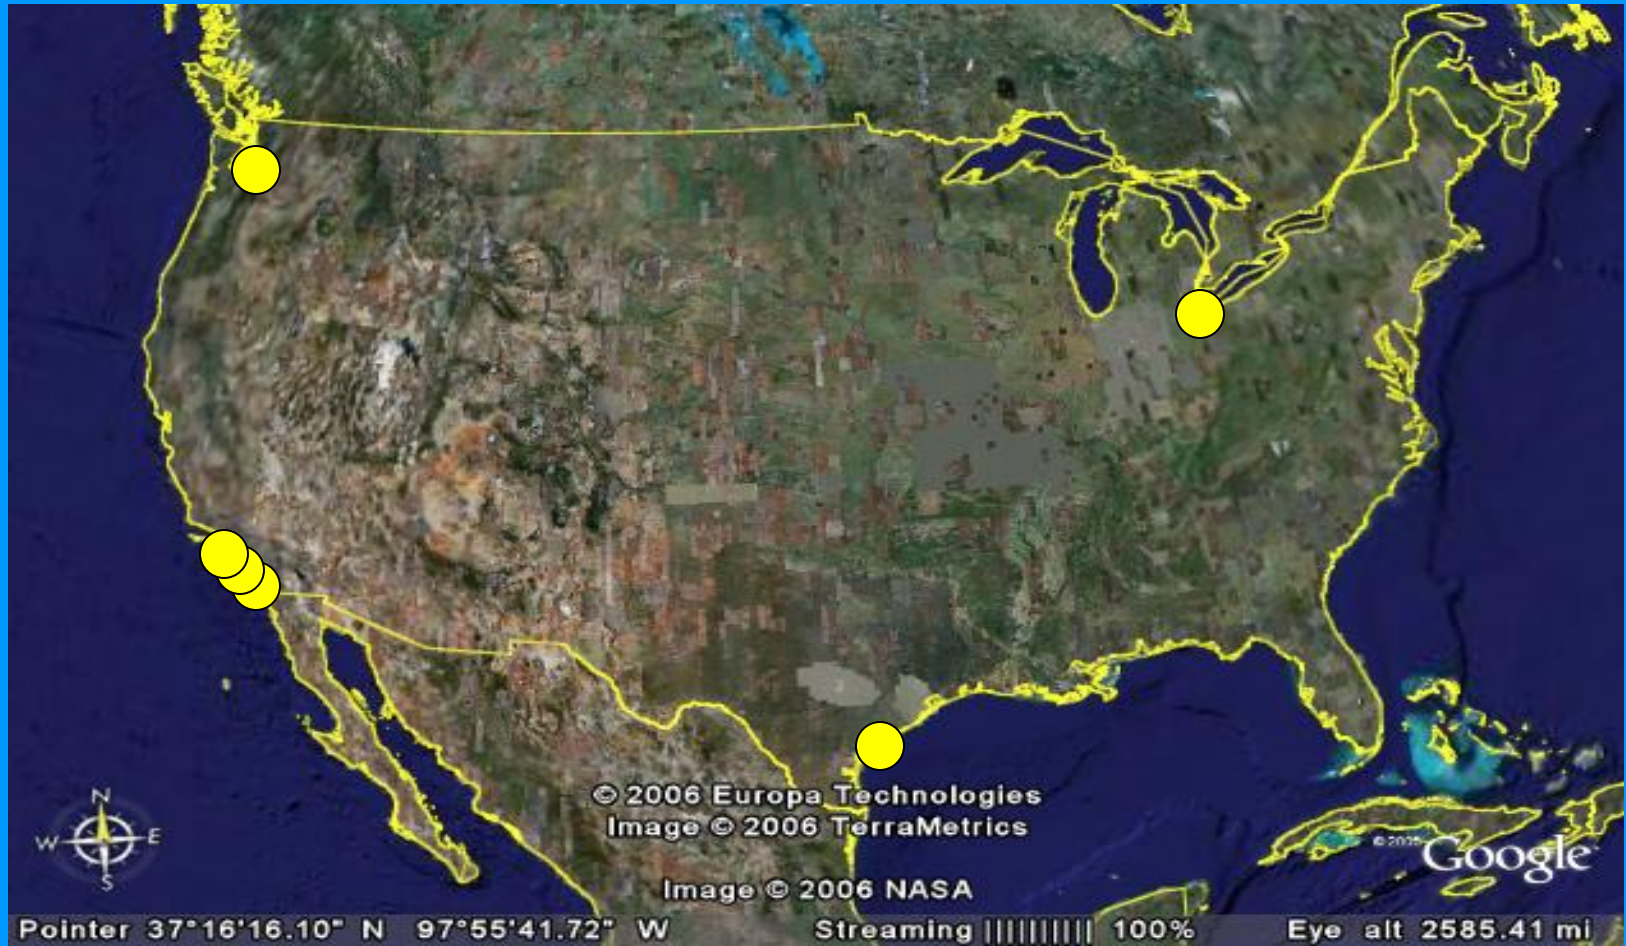 © 2006 Europa Technologies
Image © 2006 TerraMetrics
N
W E
S
Google
Image © 2006 NASA
Pointer 37°16'16.10" N 97°55'41.72" W Streaming |||||||||| 100% Eye alt 2585.41 mi